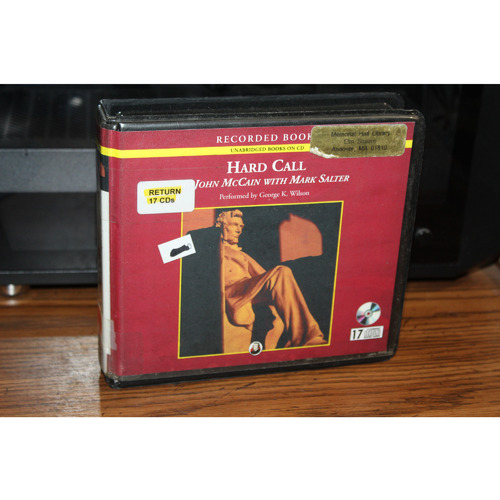 RECORDED BOOK
UNABRIDGED BOOKS ON CD
Memorial Hall Library
Elm Square
Andover, MA 01810
HARD CALL
JOHN MCCAIN WITH MARK SALTER
Performed by George K. Wilson
RETURN
17 CDs
17